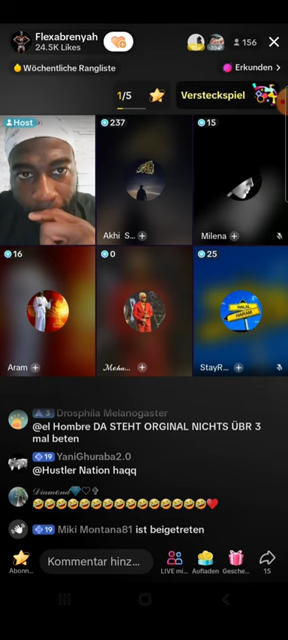 Flexabrenyah
24.5K Likes
156
Wöchentliche Rangliste
Erkunden >
1/5
Versteckspiel
Host
237
15
Akhi S...
Milena
16
0
25
Aram
StayR...
3 Drosphila Melanogaster
@el Hombre DA STEHT ORGINAL NICHTS ÜBR 3
mal beten
19 YaniGhuraba2.0
@Hustler Nation haqq
𝒟𝒾𝒶𝓂𝑜𝓃𝒹💎♡
🤣🤣🤣🤣🤣🤣🤣🤣🤣🤣🤣🤣🤣🤣🤣❤️
19 Miki Montana81 ist beigetreten
Kommentar hinz...
Abonn...
LIVE mi...
Aufladen
Gesche...
15